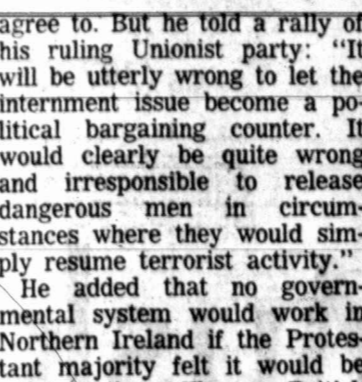 agree to. But he told a rally of
his ruling Unionist party: "It
will be utterly wrong to let the
internment issue become a po-
litical bargaining counter. It
would clearly be quite wrong
and irresponsible to release
dangerous men in circum-
stances where they would sim-
ply resume terrorist activity."
He added that no govern-
mental system would work in
Northern Ireland if the Protes-
tant majority felt it would be